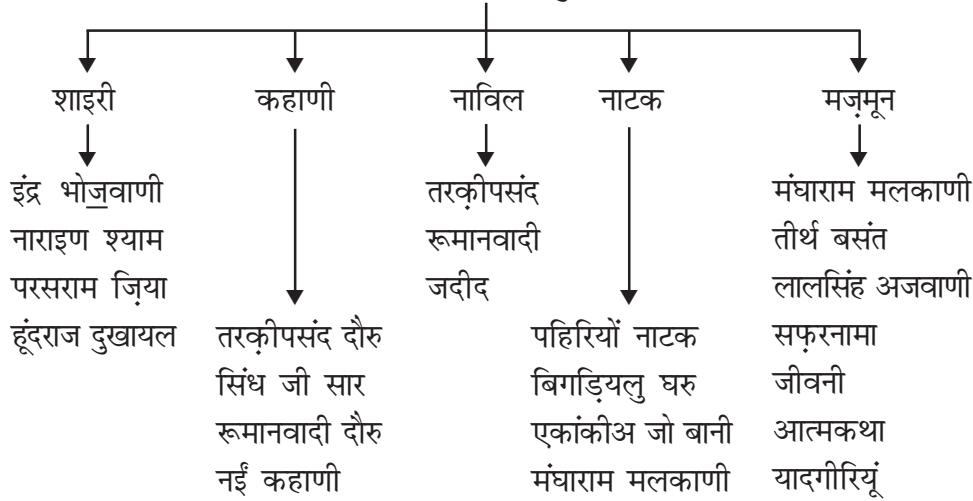 शाइरी
कहाणी
नाविल
नाटक
मज़मून
इंद्र भोज॒वाणी
नाराइण श्याम
परसराम ज़िया
हूंदराज दुखायल
तरक़ीपसंद दौरु
सिंध जी सार
रूमानवादी दौरु
नईं कहाणी
तरक़ीपसंद
रूमानवादी
जदीद
पहिरियों नाटक
बिगड़ियलु घरु
एकांकीअ जो बानी
मंघाराम मलकाणी
मंघाराम मलकाणी
तीर्थ बसंत
लालसिंह अजवाणी
सफ़रनामा
जीवनी
आत्मकथा
यादगीरियूं